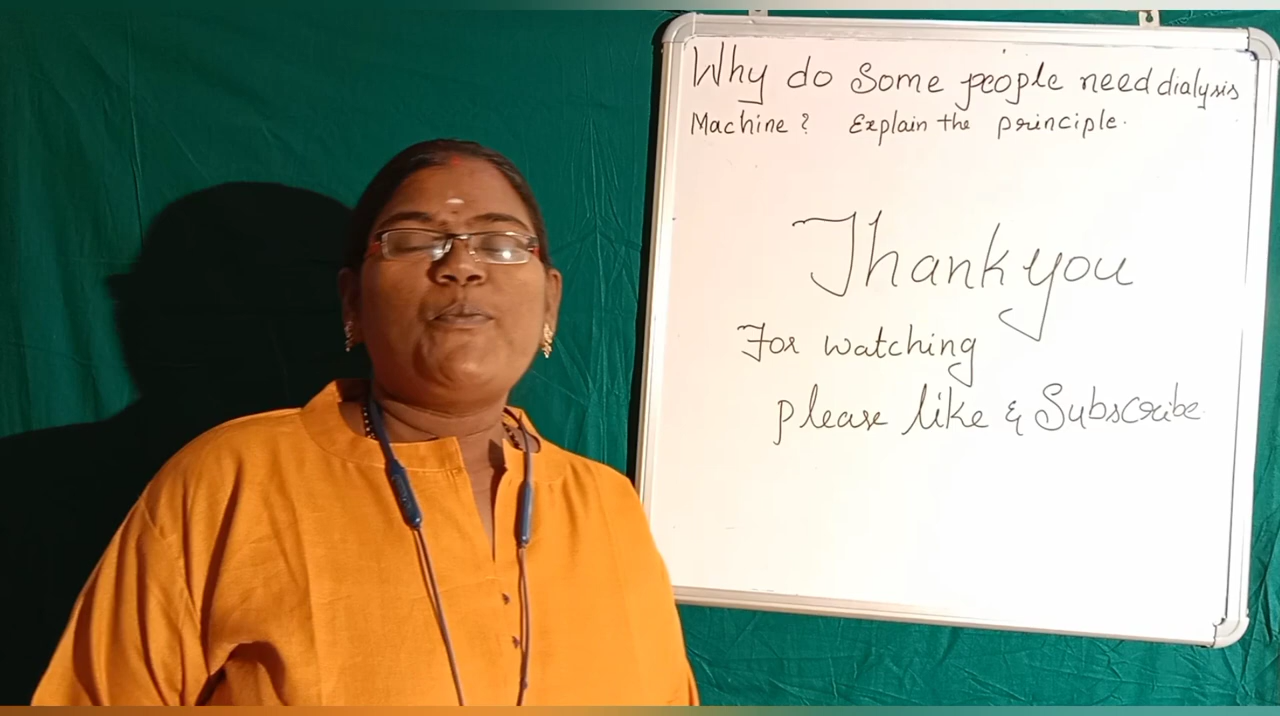 Why do Some people need dialysis
Machine? Explain the principle.
Thank you
For watching
please like & Subscribe